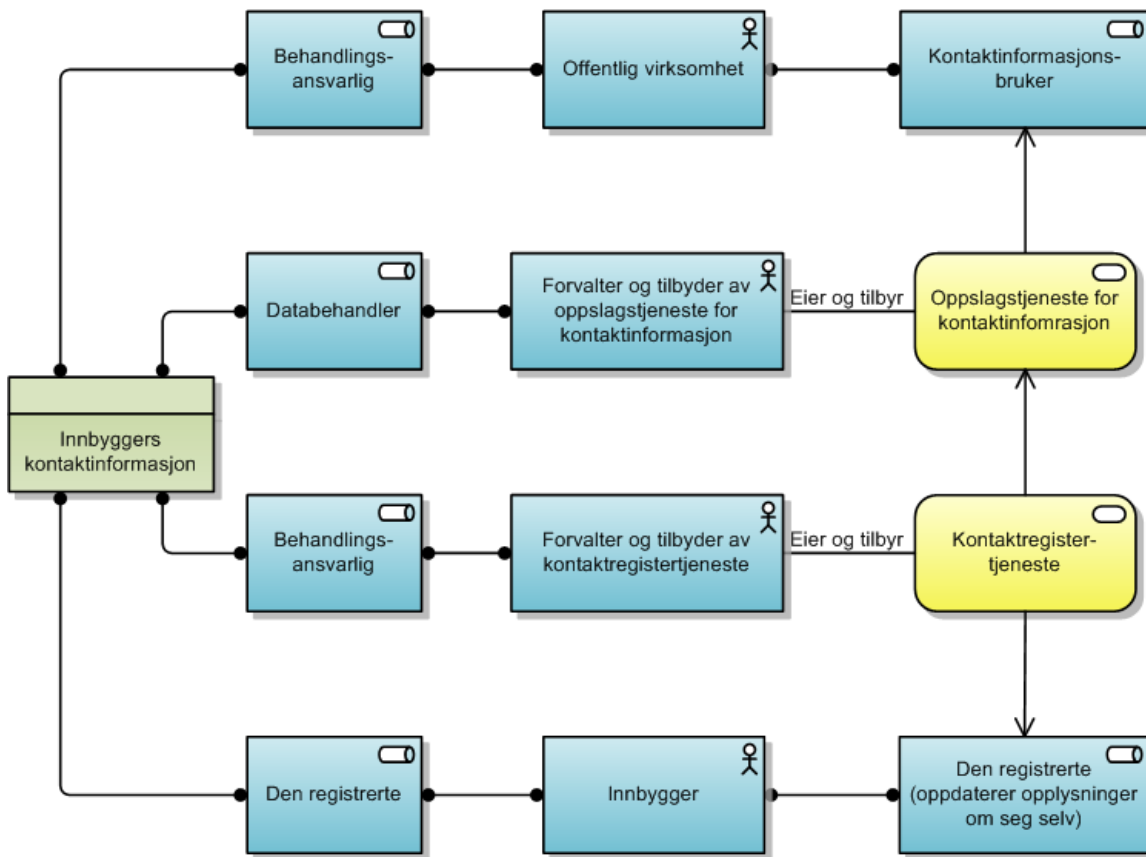 Behandlings-
ansvarlig
Offentlig virksomhet
Kontaktinformasjons-
bruker
Databehandler
Forvalter og tilbyder av
oppslagstjeneste for
kontaktinformasjon
Eier og tilbyr
Oppslagstjeneste for
kontaktinfomrasjon
Innbyggers
kontaktinformasjon
Behandlings-
ansvarlig
Forvalter og tilbyder av
kontaktregistertjeneste
Eier og tilbyr
Kontaktregister-
tjeneste
Den registrerte
Innbygger
Den registrerte
(oppdaterer opplysninger
om seg selv)